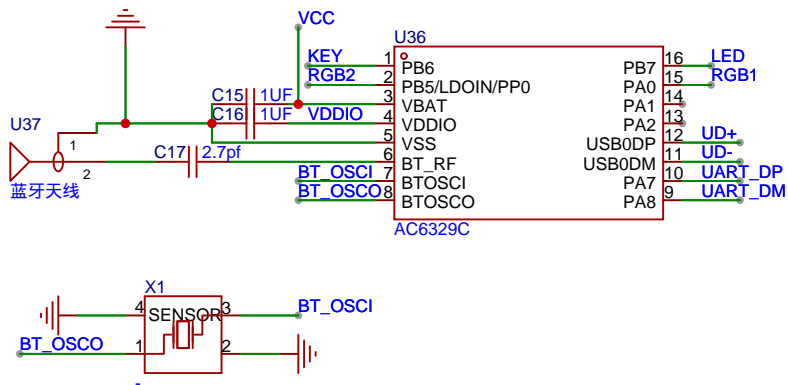 VCC
U36
KEY 1 PB6 PB7 16 LED
RGB2 2 PB5/LDOIN/PP0 PA0 15 RGB1
C15 1UF 3 VBAT PA1 14
C16 1UF VDDIO 4 VDDIO PA2 13
U37 1 5 VSS USB0DP 12 UD+
2 C17 2.7pf 6 BT_RF USB0DM 11 UD-
蓝牙天线 BT_OSCI 7 BTOSCI PA7 10 UART_DP
BT_OSCO 8 BTOSCO PA8 9 UART_DM
AC6329C
X1
4 SENSOR 3 BT_OSCI
BT_OSCO 1 2